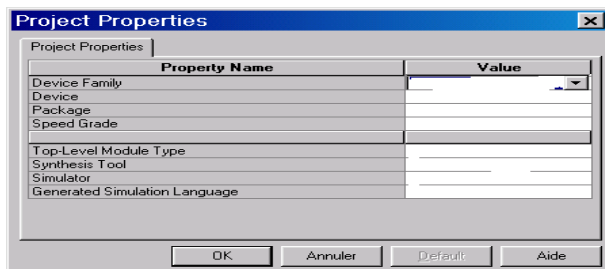 Project Properties
Project Properties
Property Name Value
Device Family
Device
Package
Speed Grade
Top-Level Module Type
Synthesis Tool
Simulator
Generated Simulation Language
OK Annuler Default Aide